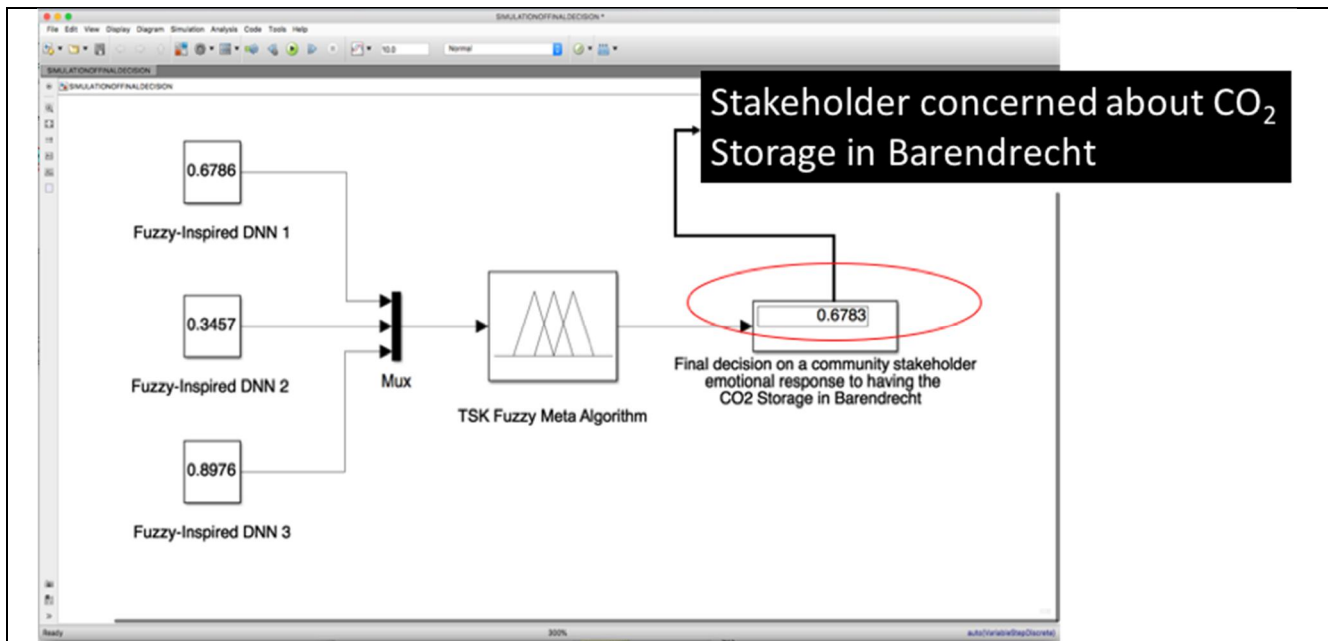 SIMULATIONOFFINALDECISION *
File Edit View Display Diagram Simulation Analysis Code Tools Help
10.0
Normal
SIMULATIONOFFINALDECISION
SIMULATIONOFFINALDECISION
Stakeholder concerned about CO₂
Storage in Barendrecht
0.6786
Fuzzy-Inspired DNN 1
0.3457
Fuzzy-Inspired DNN 2
Mux
TSK Fuzzy Meta Algorithm
0.6783
Final decision on a community stakeholder
emotional response to having the
CO2 Storage in Barendrecht
0.8976
Fuzzy-Inspired DNN 3
Ready
300%
auto(VariableStepDiscrete)